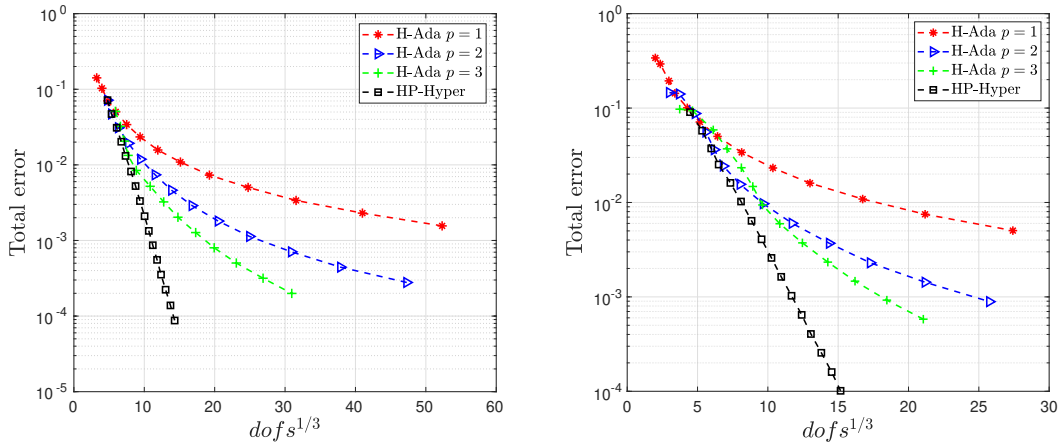 10^0
10^-1
10^-2
10^-3
10^-4
10^-5
Total error
0 10 20 30 40 50 60
dofs^1/3
H-Ada p = 1
H-Ada p = 2
H-Ada p = 3
HP-Hyper
10^0
10^-1
10^-2
10^-3
10^-4
Total error
0 5 10 15 20 25 30
dofs^1/3
H-Ada p = 1
H-Ada p = 2
H-Ada p = 3
HP-Hyper